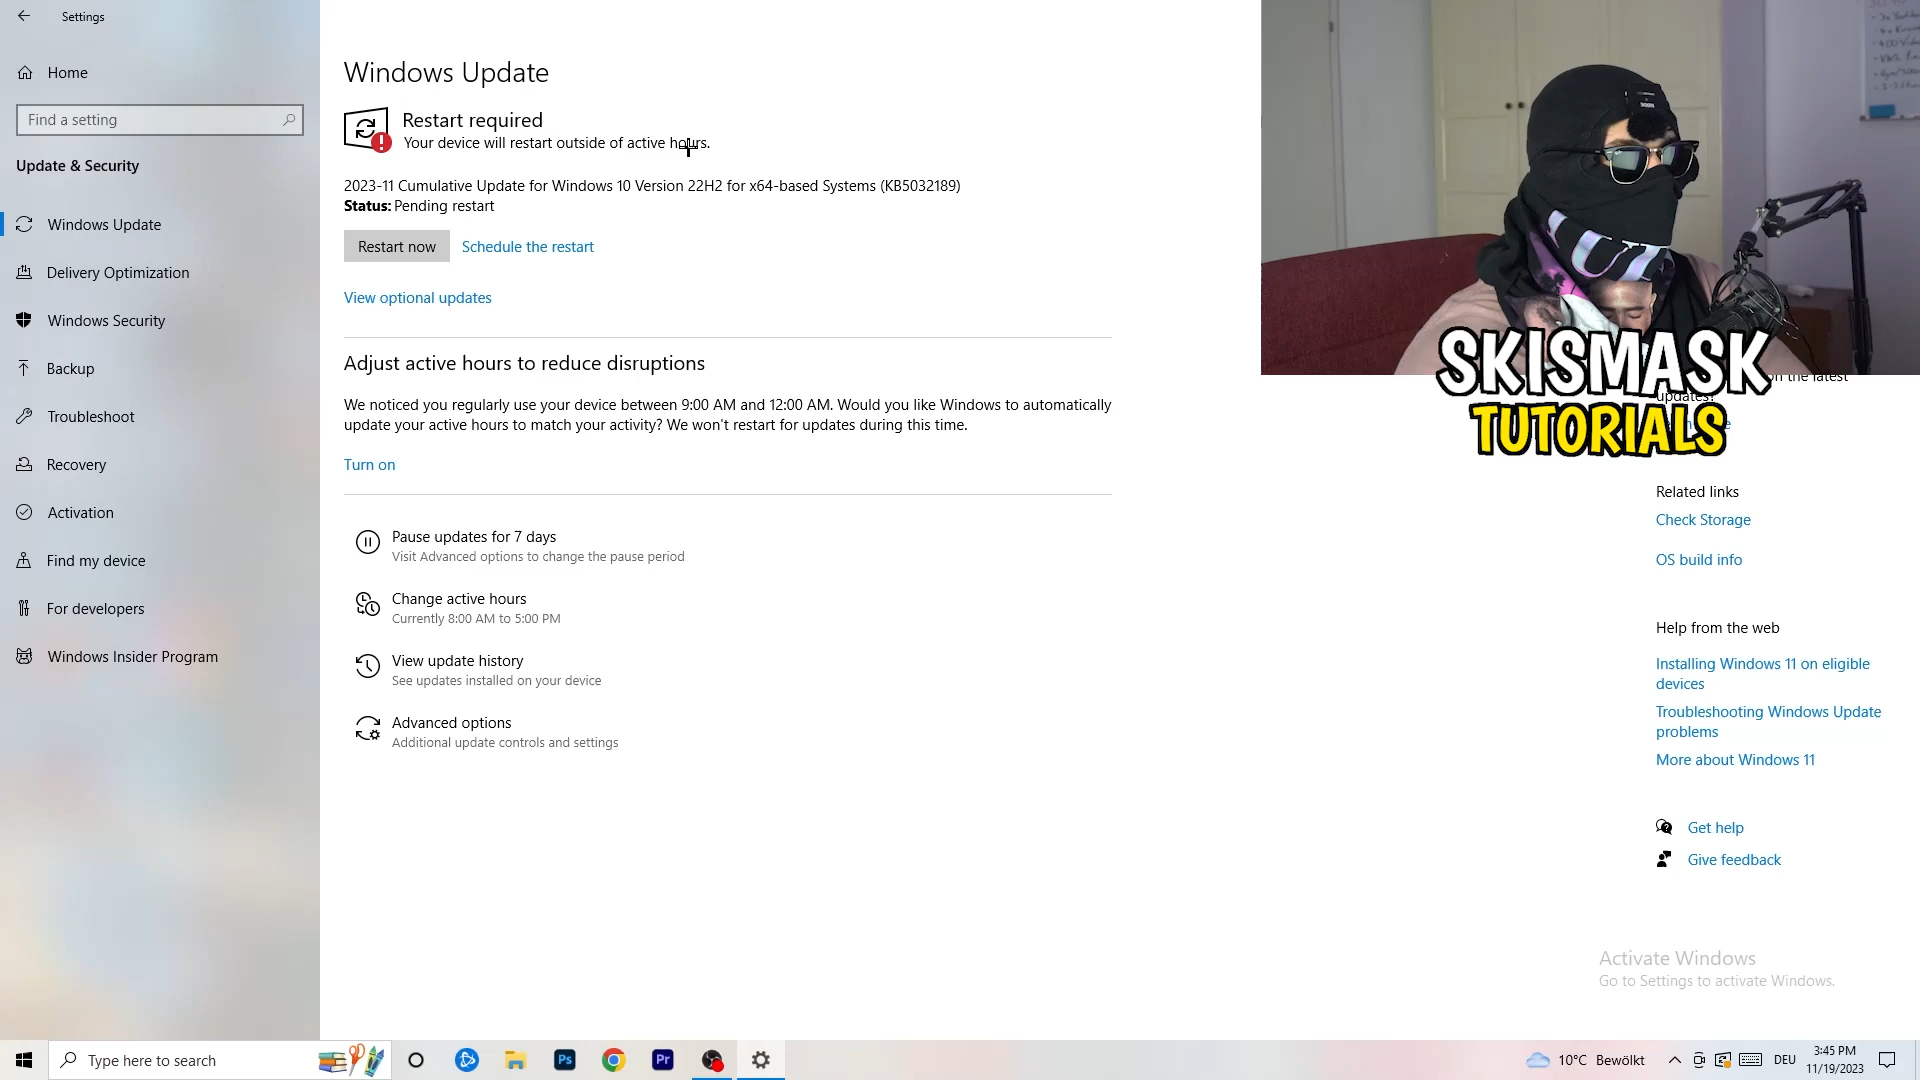 Settings
Home
Find a setting
Update & Security
Windows Update
Delivery Optimization
Windows Security
Backup
Troubleshoot
Recovery
Activation
Find my device
For developers
Windows Insider Program
Windows Update
Restart required
Your device will restart outside of active hours.
2023-11 Cumulative Update for Windows 10 Version 22H2 for x64-based Systems (KB5032189)
Status: Pending restart
Restart now
Schedule the restart
View optional updates
Adjust active hours to reduce disruptions
We noticed you regularly use your device between 9:00 AM and 12:00 AM. Would you like Windows to automatically
update your active hours to match your activity? We won't restart for updates during this time.
Turn on
Pause updates for 7 days
Visit Advanced options to change the pause period
Change active hours
Currently 8:00 AM to 5:00 PM
View update history
See updates installed on your device
Advanced options
Additional update controls and settings
SKISMASK
TUTORIALS
on the latest
updates?
Related links
Check Storage
OS build info
Help from the web
Installing Windows 11 on eligible
devices
Troubleshooting Windows Update
problems
More about Windows 11
Get help
Give feedback
Activate Windows
Go to Settings to activate Windows.
Type here to search
Ps
Pr
10°C Bewölkt
DEU
3:45 PM
11/19/2023